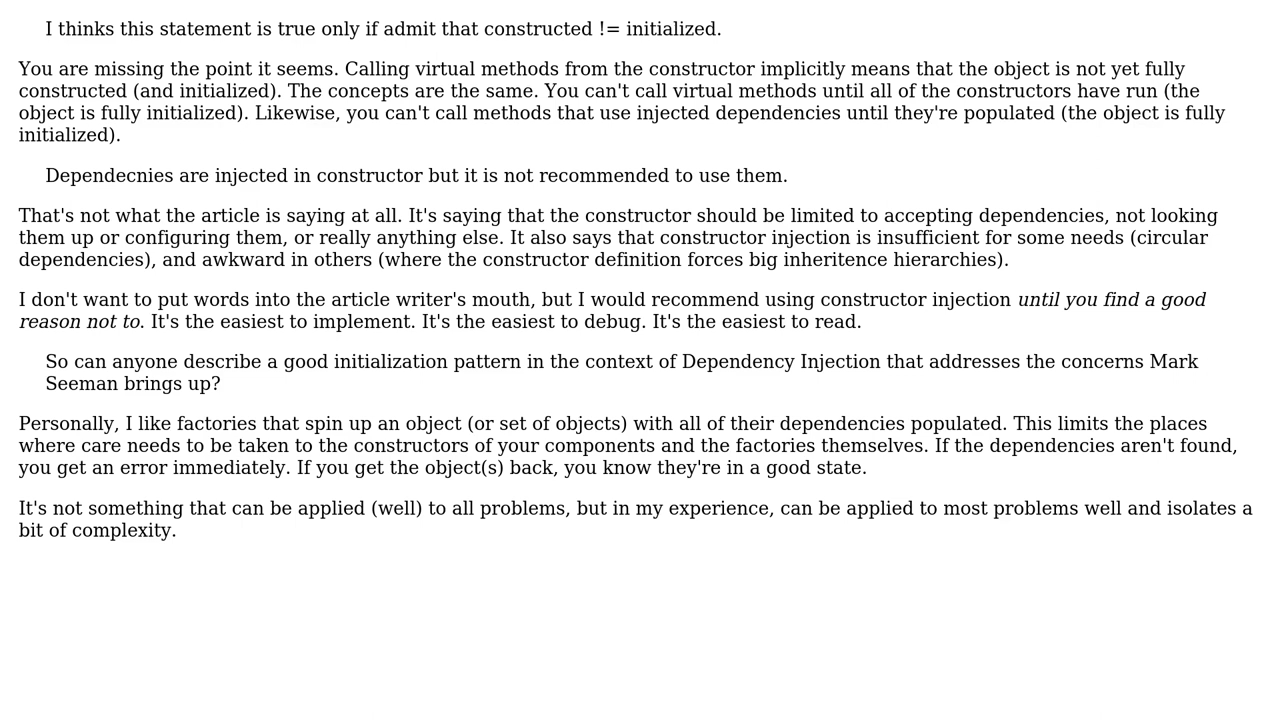 I thinks this statement is true only if admit that constructed != initialized.
You are missing the point it seems. Calling virtual methods from the constructor implicitly means that the object is not yet fully
constructed (and initialized). The concepts are the same. You can't call virtual methods until all of the constructors have run (the
object is fully initialized). Likewise, you can't call methods that use injected dependencies until they're populated (the object is fully
initialized).
Dependecnies are injected in constructor but it is not recommended to use them.
That's not what the article is saying at all. It's saying that the constructor should be limited to accepting dependencies, not looking
them up or configuring them, or really anything else. It also says that constructor injection is insufficient for some needs (circular
dependencies), and awkward in others (where the constructor definition forces big inheritence hierarchies).
I don't want to put words into the article writer's mouth, but I would recommend using constructor injection until you find a good
reason not to. It's the easiest to implement. It's the easiest to debug. It's the easiest to read.
So can anyone describe a good initialization pattern in the context of Dependency Injection that addresses the concerns Mark
Seeman brings up?
Personally, I like factories that spin up an object (or set of objects) with all of their dependencies populated. This limits the places
where care needs to be taken to the constructors of your components and the factories themselves. If the dependencies aren't found,
you get an error immediately. If you get the object(s) back, you know they're in a good state.
It's not something that can be applied (well) to all problems, but in my experience, can be applied to most problems well and isolates a
bit of complexity.